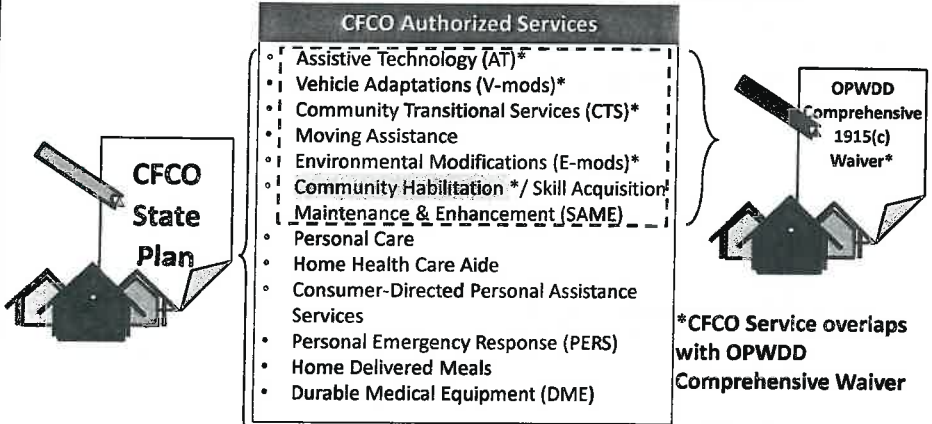 CFCO Authorized Services
◦ Assistive Technology (AT)*
• Vehicle Adaptations (V-mods)*
• Community Transitional Services (CTS)*
• Moving Assistance
◦ Environmental Modifications (E-mods)*
◦ Community Habilitation */ Skill Acquisition
Maintenance & Enhancement (SAME)
◦ Personal Care
◦ Home Health Care Aide
◦ Consumer-Directed Personal Assistance
Services
• Personal Emergency Response (PERS)
• Home Delivered Meals
• Durable Medical Equipment (DME)
CFCO
State
Plan
OPWDD
Comprehensive
1915(c)
Waiver*
*CFCO Service overlaps
with OPWDD
Comprehensive Waiver